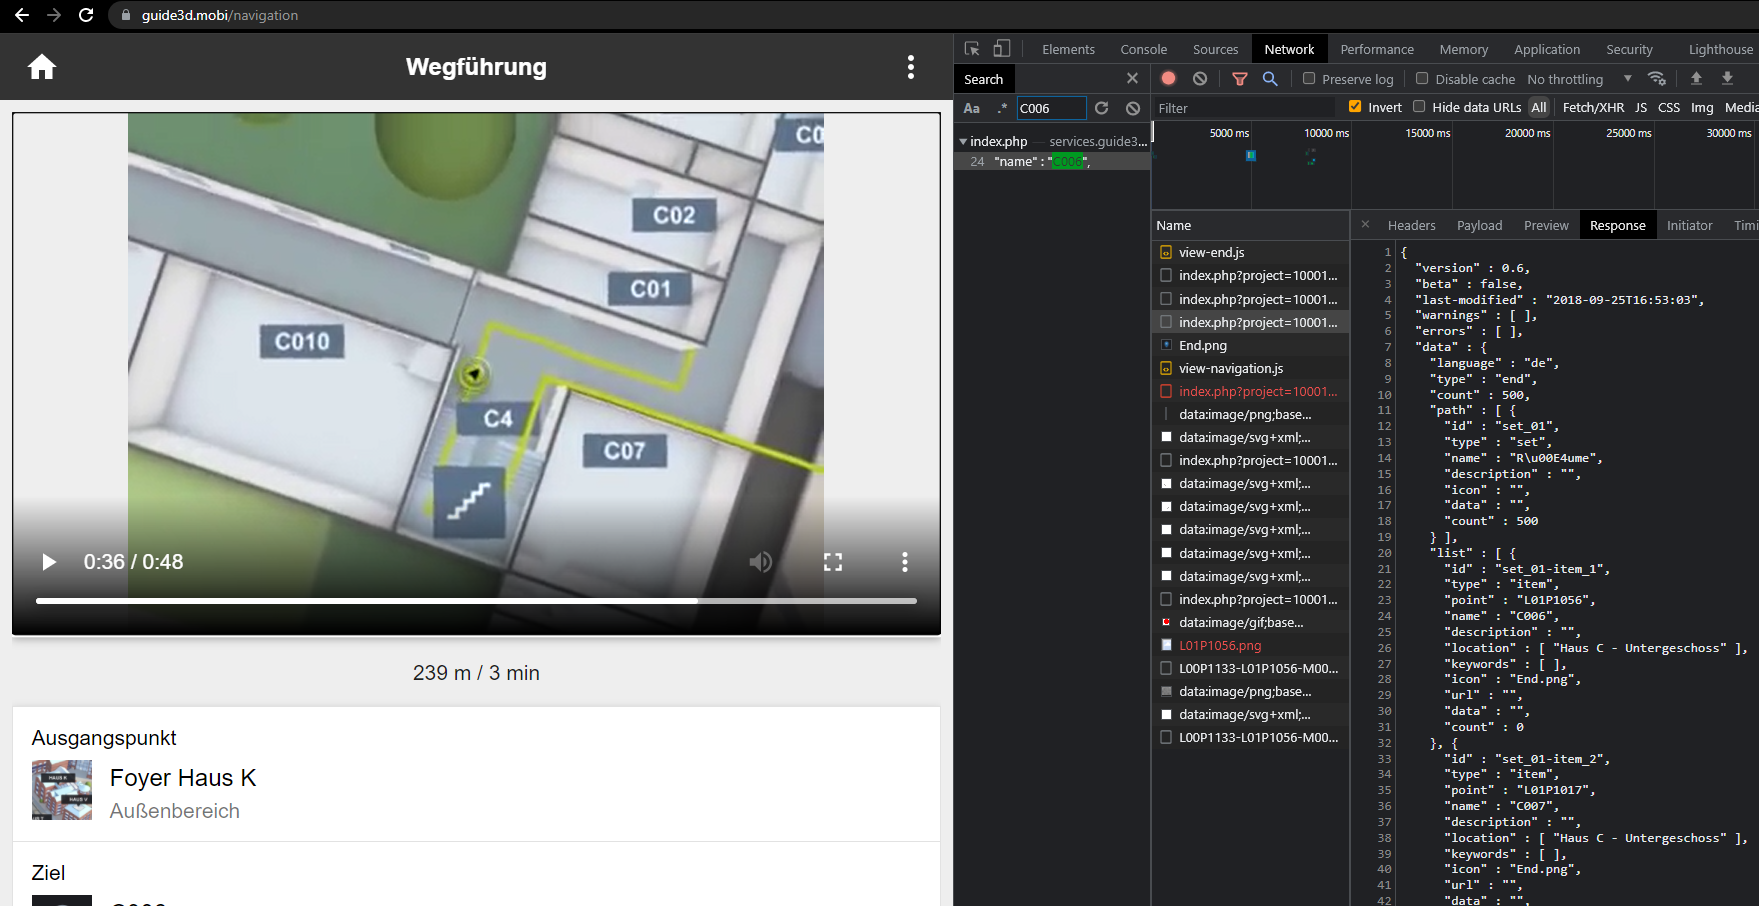 guide3d.mobi/navigation
Wegführung
C02
C01
C010
C4
C07
0:36 / 0:48
239 m / 3 min
Ausgangspunkt
HAUS K
HAUS V
Foyer Haus K
Außenbereich
Ziel
Elements Console Sources Network Performance Memory Application Security Lighthouse
Search
Aa .* C006
index.php — services.guide3...
24 "name" : "C006",
Preserve log Disable cache No throttling
Filter Invert Hide data URLs All Fetch/XHR JS CSS Img Media
5000 ms 10000 ms 15000 ms 20000 ms 25000 ms 30000 ms
Name
view-end.js
index.php?project=10001...
index.php?project=10001...
index.php?project=10001...
End.png
view-navigation.js
index.php?project=10001...
data:image/png;base...
data:image/svg+xml;...
index.php?project=10001...
data:image/svg+xml;...
data:image/svg+xml;...
data:image/svg+xml;...
data:image/svg+xml;...
data:image/svg+xml;...
index.php?project=10001...
data:image/gif;base...
L01P1056.png
L00P1133-L01P1056-M00...
data:image/png;base...
data:image/svg+xml;...
L00P1133-L01P1056-M00...
Headers Payload Preview Response Initiator Timi
1 {
2 "version" : 0.6,
3 "beta" : false,
4 "last-modified" : "2018-09-25T16:53:03",
5 "warnings" : [ ],
6 "errors" : [ ],
7 "data" : {
8 "language" : "de",
9 "type" : "end",
10 "count" : 500,
11 "path" : [ {
12 "id" : "set_01",
13 "type" : "set",
14 "name" : "R\u00E4ume",
15 "description" : "",
16 "icon" : "",
17 "data" : "",
18 "count" : 500
19 } ],
20 "list" : [ {
21 "id" : "set_01-item_1",
22 "type" : "item",
23 "point" : "L01P1056",
24 "name" : "C006",
25 "description" : "",
26 "location" : [ "Haus C - Untergeschoss" ],
27 "keywords" : [ ],
28 "icon" : "End.png",
29 "url" : "",
30 "data" : "",
31 "count" : 0
32 }, {
33 "id" : "set_01-item_2",
34 "type" : "item",
35 "point" : "L01P1017",
36 "name" : "C007",
37 "description" : "",
38 "location" : [ "Haus C - Untergeschoss" ],
39 "keywords" : [ ],
40 "icon" : "End.png",
41 "url" : "",
42 "data" : "",